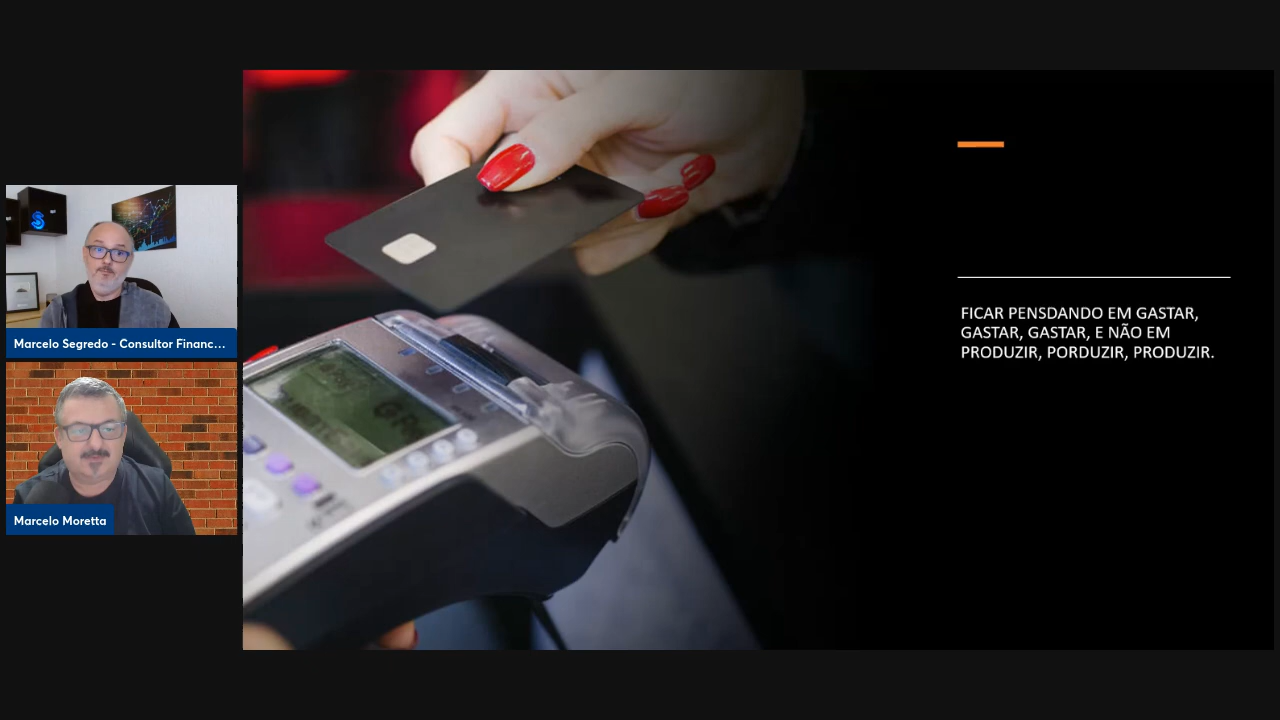 Marcelo Segredo - Consultor Financ...
Marcelo Moretta
FICAR PENSDANDO EM GASTAR,
GASTAR, GASTAR, E NÃO EM
PRODUZIR, PORDUZIR, PRODUZIR.